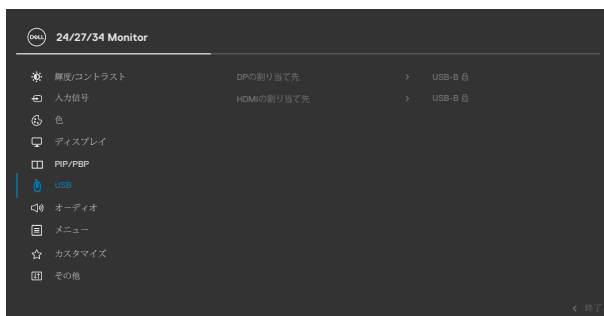 DELL 24/27/34 Monitor
輝度/コントラスト DPの割り当て先 > USB-B
入力信号 HDMIの割り当て先 > USB-B
色
ディスプレイ
PIP/PBP
USB
オーディオ
メニュー
カスタマイズ
その他
< 終了